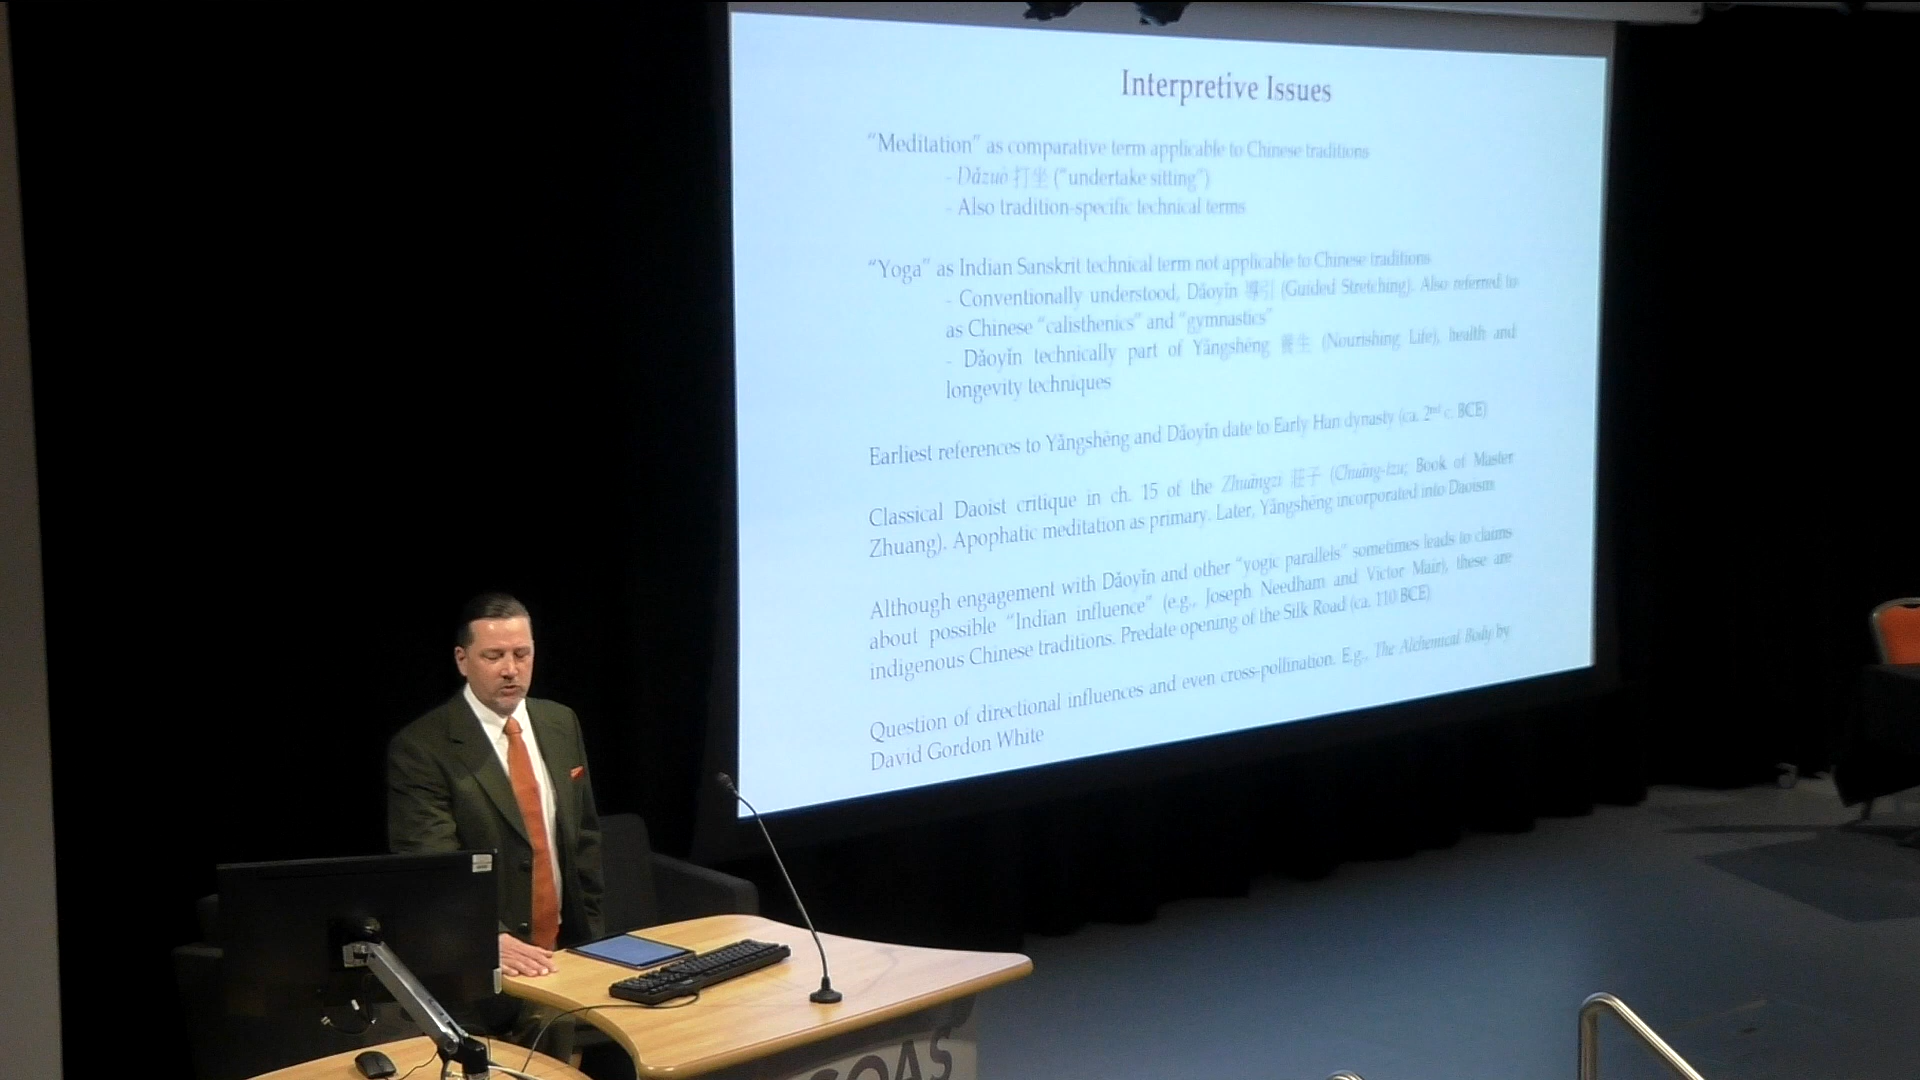 Interpretive Issues
“Meditation” as comparative term applicable to Chinese traditions
- Dǎzuò 打坐 (“undertake sitting”)
- Also tradition-specific technical terms
“Yoga” as Indian Sanskrit technical term not applicable to Chinese traditions
- Conventionally understood, Dǎoyǐn 導引 (Guided Stretching). Also referred to
as Chinese “calisthenics” and “gymnastics”
- Dǎoyǐn technically part of Yǎngshēng 養生 (Nourishing Life), health and
longevity techniques
Earliest references to Yǎngshēng and Dǎoyǐn date to Early Han dynasty (ca. 2nd c. BCE)
Classical Daoist critique in ch. 15 of the Zhuāngzǐ 莊子 (Chuang-tzu; Book of Master
Zhuang). Apophatic meditation as primary. Later, Yǎngshēng incorporated into Daoism
Although engagement with Dǎoyǐn and other “yogic parallels” sometimes leads to claims
about possible “Indian influence” (e.g., Joseph Needham and Victor Mair), these are
indigenous Chinese traditions. Predate opening of the Silk Road (ca. 110 BCE)
Question of directional influences and even cross-pollination. E.g., The Alchemical Body by
David Gordon White
SOAS